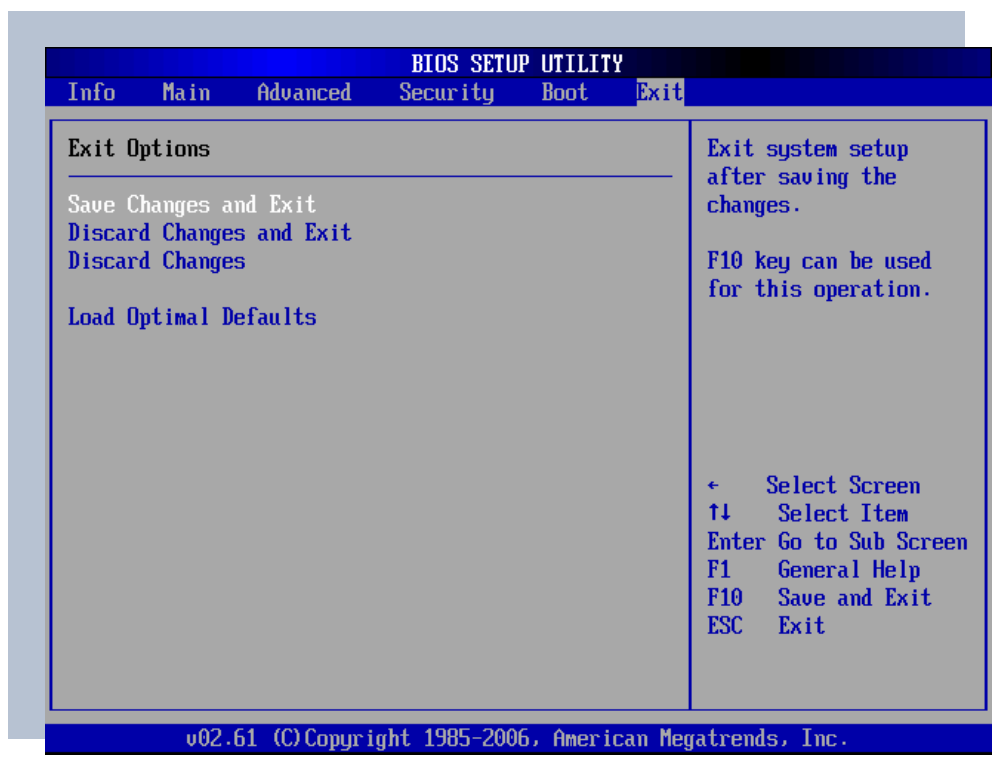 BIOS SETUP UTILITY
Info Main Advanced Security Boot Exit
Exit Options
Save Changes and Exit
Discard Changes and Exit
Discard Changes
Load Optimal Defaults
Exit system setup
after saving the
changes.
F10 key can be used
for this operation.
← Select Screen
↑↓ Select Item
Enter Go to Sub Screen
F1 General Help
F10 Save and Exit
ESC Exit
v02.61 (C)Copyright 1985-2006, American Megatrends, Inc.